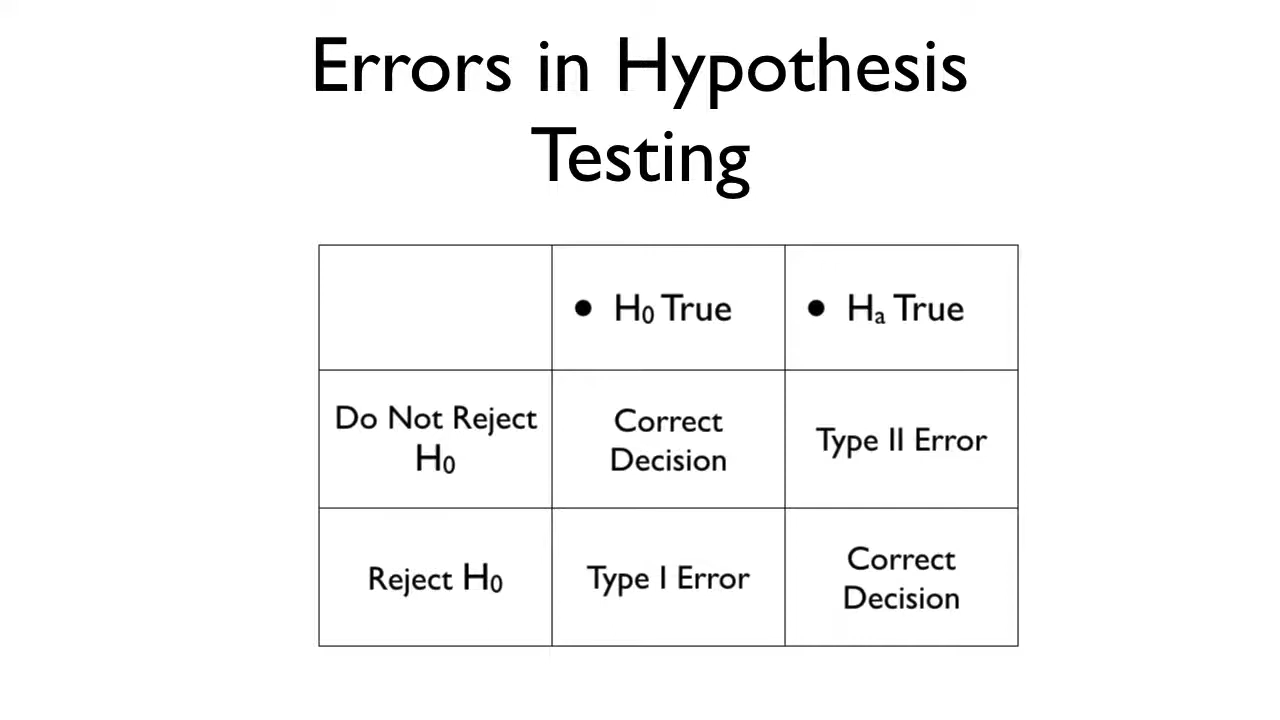 Errors in Hypothesis
Testing
• H₀ True
• Hₐ True
Do Not Reject
H₀
Correct
Decision
Type II Error
Reject H₀
Type I Error
Correct
Decision